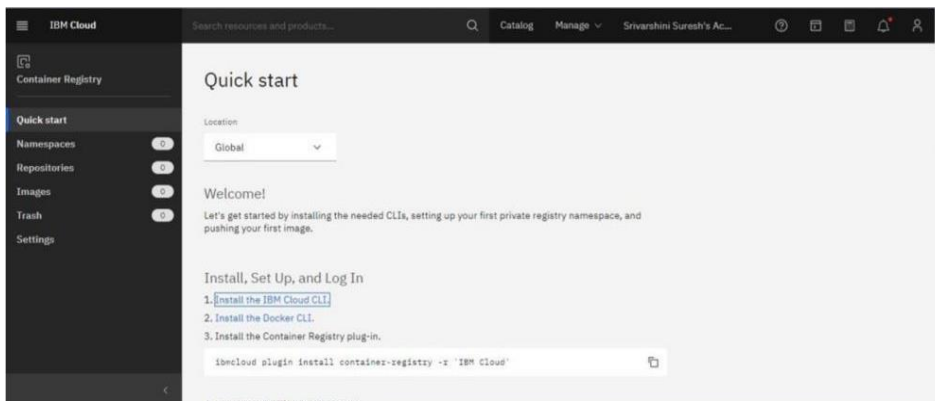 IBM Cloud
Search resources and products...
Catalog
Manage
Srivarshini Suresh's Ac...
Container Registry
Quick start
Namespaces 0
Repositories 0
Images 0
Trash 0
Settings
Quick start
Location
Global
Welcome!
Let's get started by installing the needed CLIs, setting up your first private registry namespace, and
pushing your first image.
Install, Set Up, and Log In
1. Install the IBM Cloud CLI.
2. Install the Docker CLI.
3. Install the Container Registry plug-in.
ibmcloud plugin install container-registry -r 'IBM Cloud'